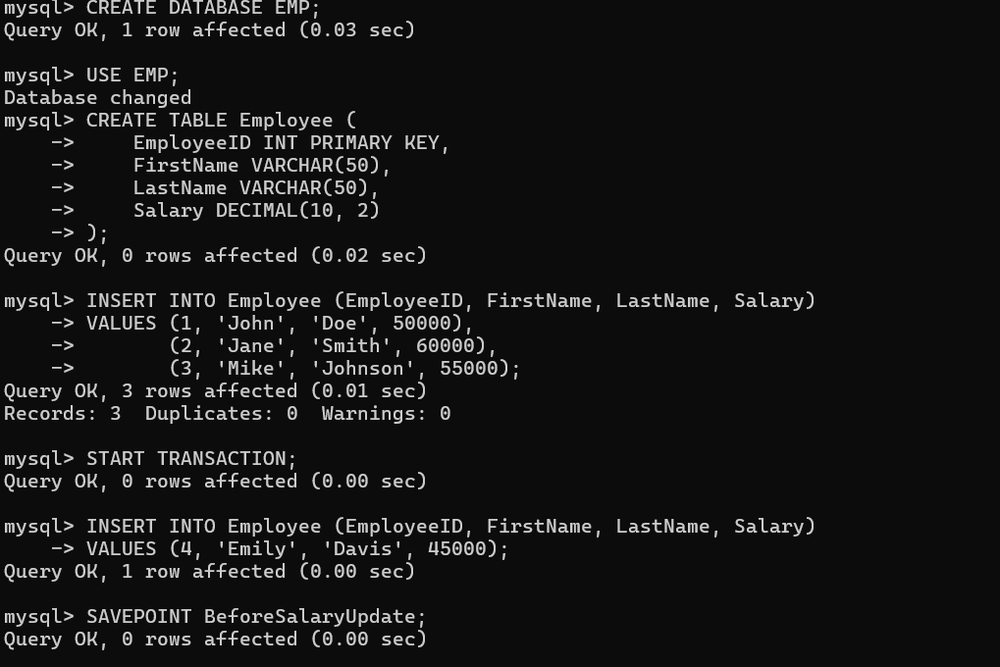 mysql> CREATE DATABASE EMP;
Query OK, 1 row affected (0.03 sec)
mysql> USE EMP;
Database changed
mysql> CREATE TABLE Employee (
    ->     EmployeeID INT PRIMARY KEY,
    ->     FirstName VARCHAR(50),
    ->     LastName VARCHAR(50),
    ->     Salary DECIMAL(10, 2)
    -> );
Query OK, 0 rows affected (0.02 sec)
mysql> INSERT INTO Employee (EmployeeID, FirstName, LastName, Salary)
    -> VALUES (1, 'John', 'Doe', 50000),
    ->        (2, 'Jane', 'Smith', 60000),
    ->        (3, 'Mike', 'Johnson', 55000);
Query OK, 3 rows affected (0.01 sec)
Records: 3  Duplicates: 0  Warnings: 0
mysql> START TRANSACTION;
Query OK, 0 rows affected (0.00 sec)
mysql> INSERT INTO Employee (EmployeeID, FirstName, LastName, Salary)
    -> VALUES (4, 'Emily', 'Davis', 45000);
Query OK, 1 row affected (0.00 sec)
mysql> SAVEPOINT BeforeSalaryUpdate;
Query OK, 0 rows affected (0.00 sec)